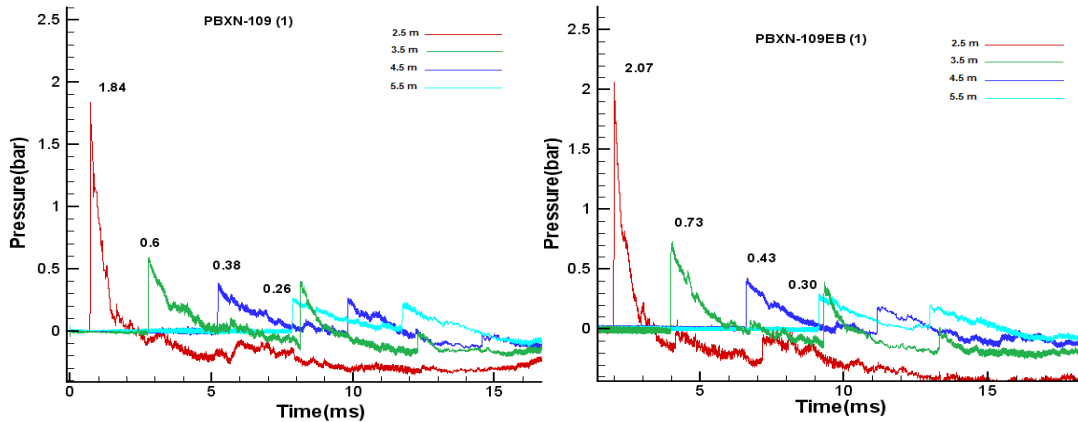 PBXN-109 (1)
2.5 m
3.5 m
4.5 m
5.5 m
1.84
0.6
0.38
0.26
2.5
2
1.5
1
0.5
0
Pressure(bar)
0
5
10
15
Time(ms)
PBXN-109EB (1)
2.5 m
3.5 m
4.5 m
5.5 m
2.07
0.73
0.43
0.30
2.5
2
1.5
1
0.5
0
Pressure(bar)
5
10
15
Time(ms)